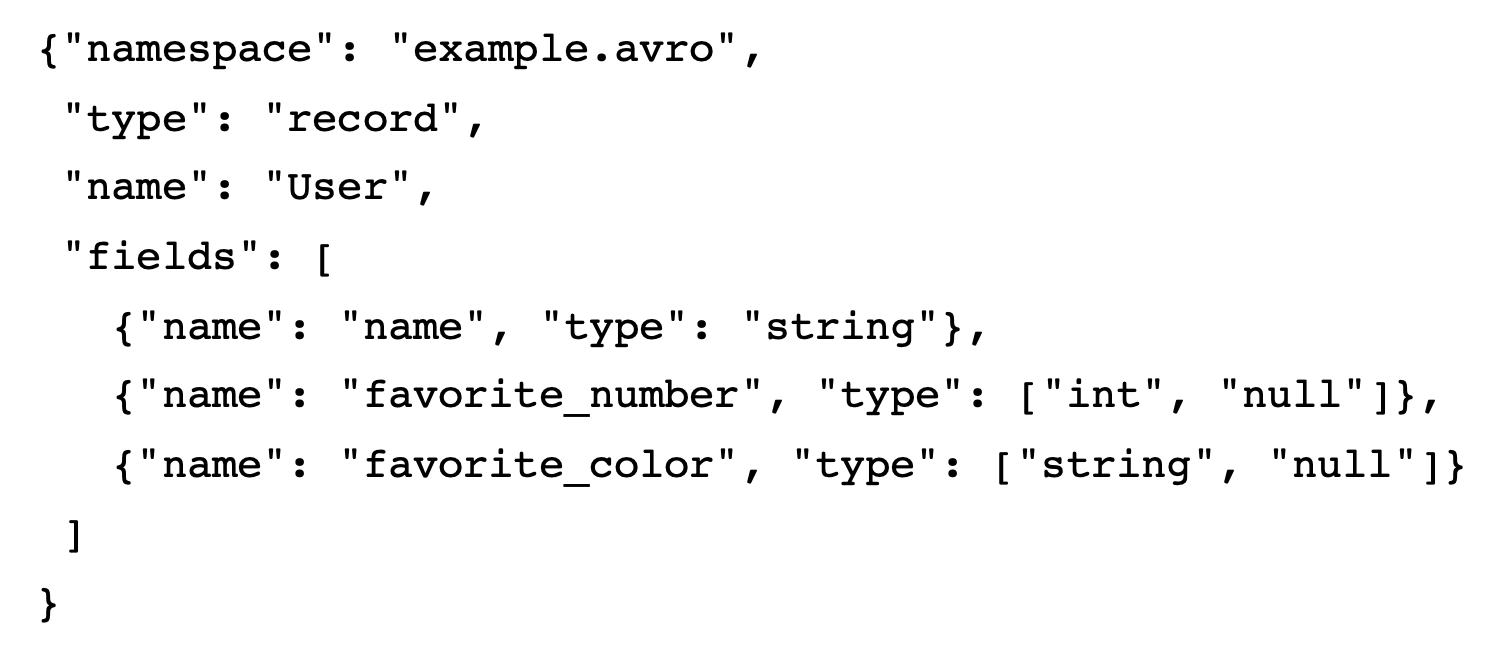 {"namespace": "example.avro",
 "type": "record",
 "name": "User",
 "fields": [
   {"name": "name", "type": "string"},
   {"name": "favorite_number", "type": ["int", "null"]},
   {"name": "favorite_color", "type": ["string", "null"]}
 ]
}